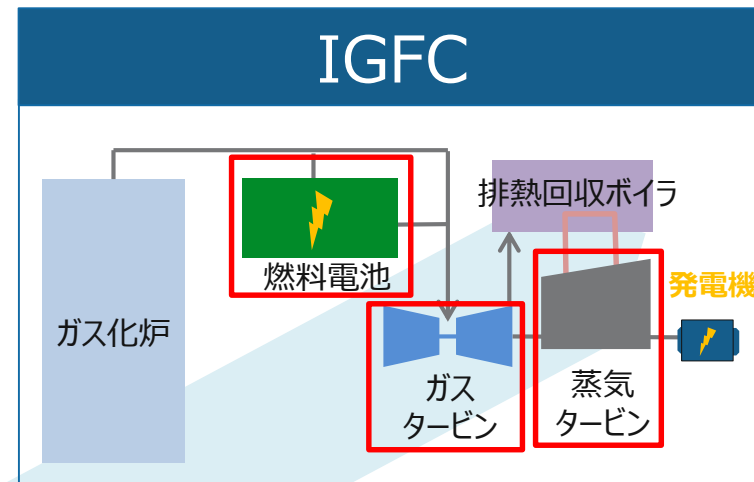 IGFC
排熱回収ボイラ
燃料電池
発電機
ガス化炉
ガス
タービン
蒸気
タービン